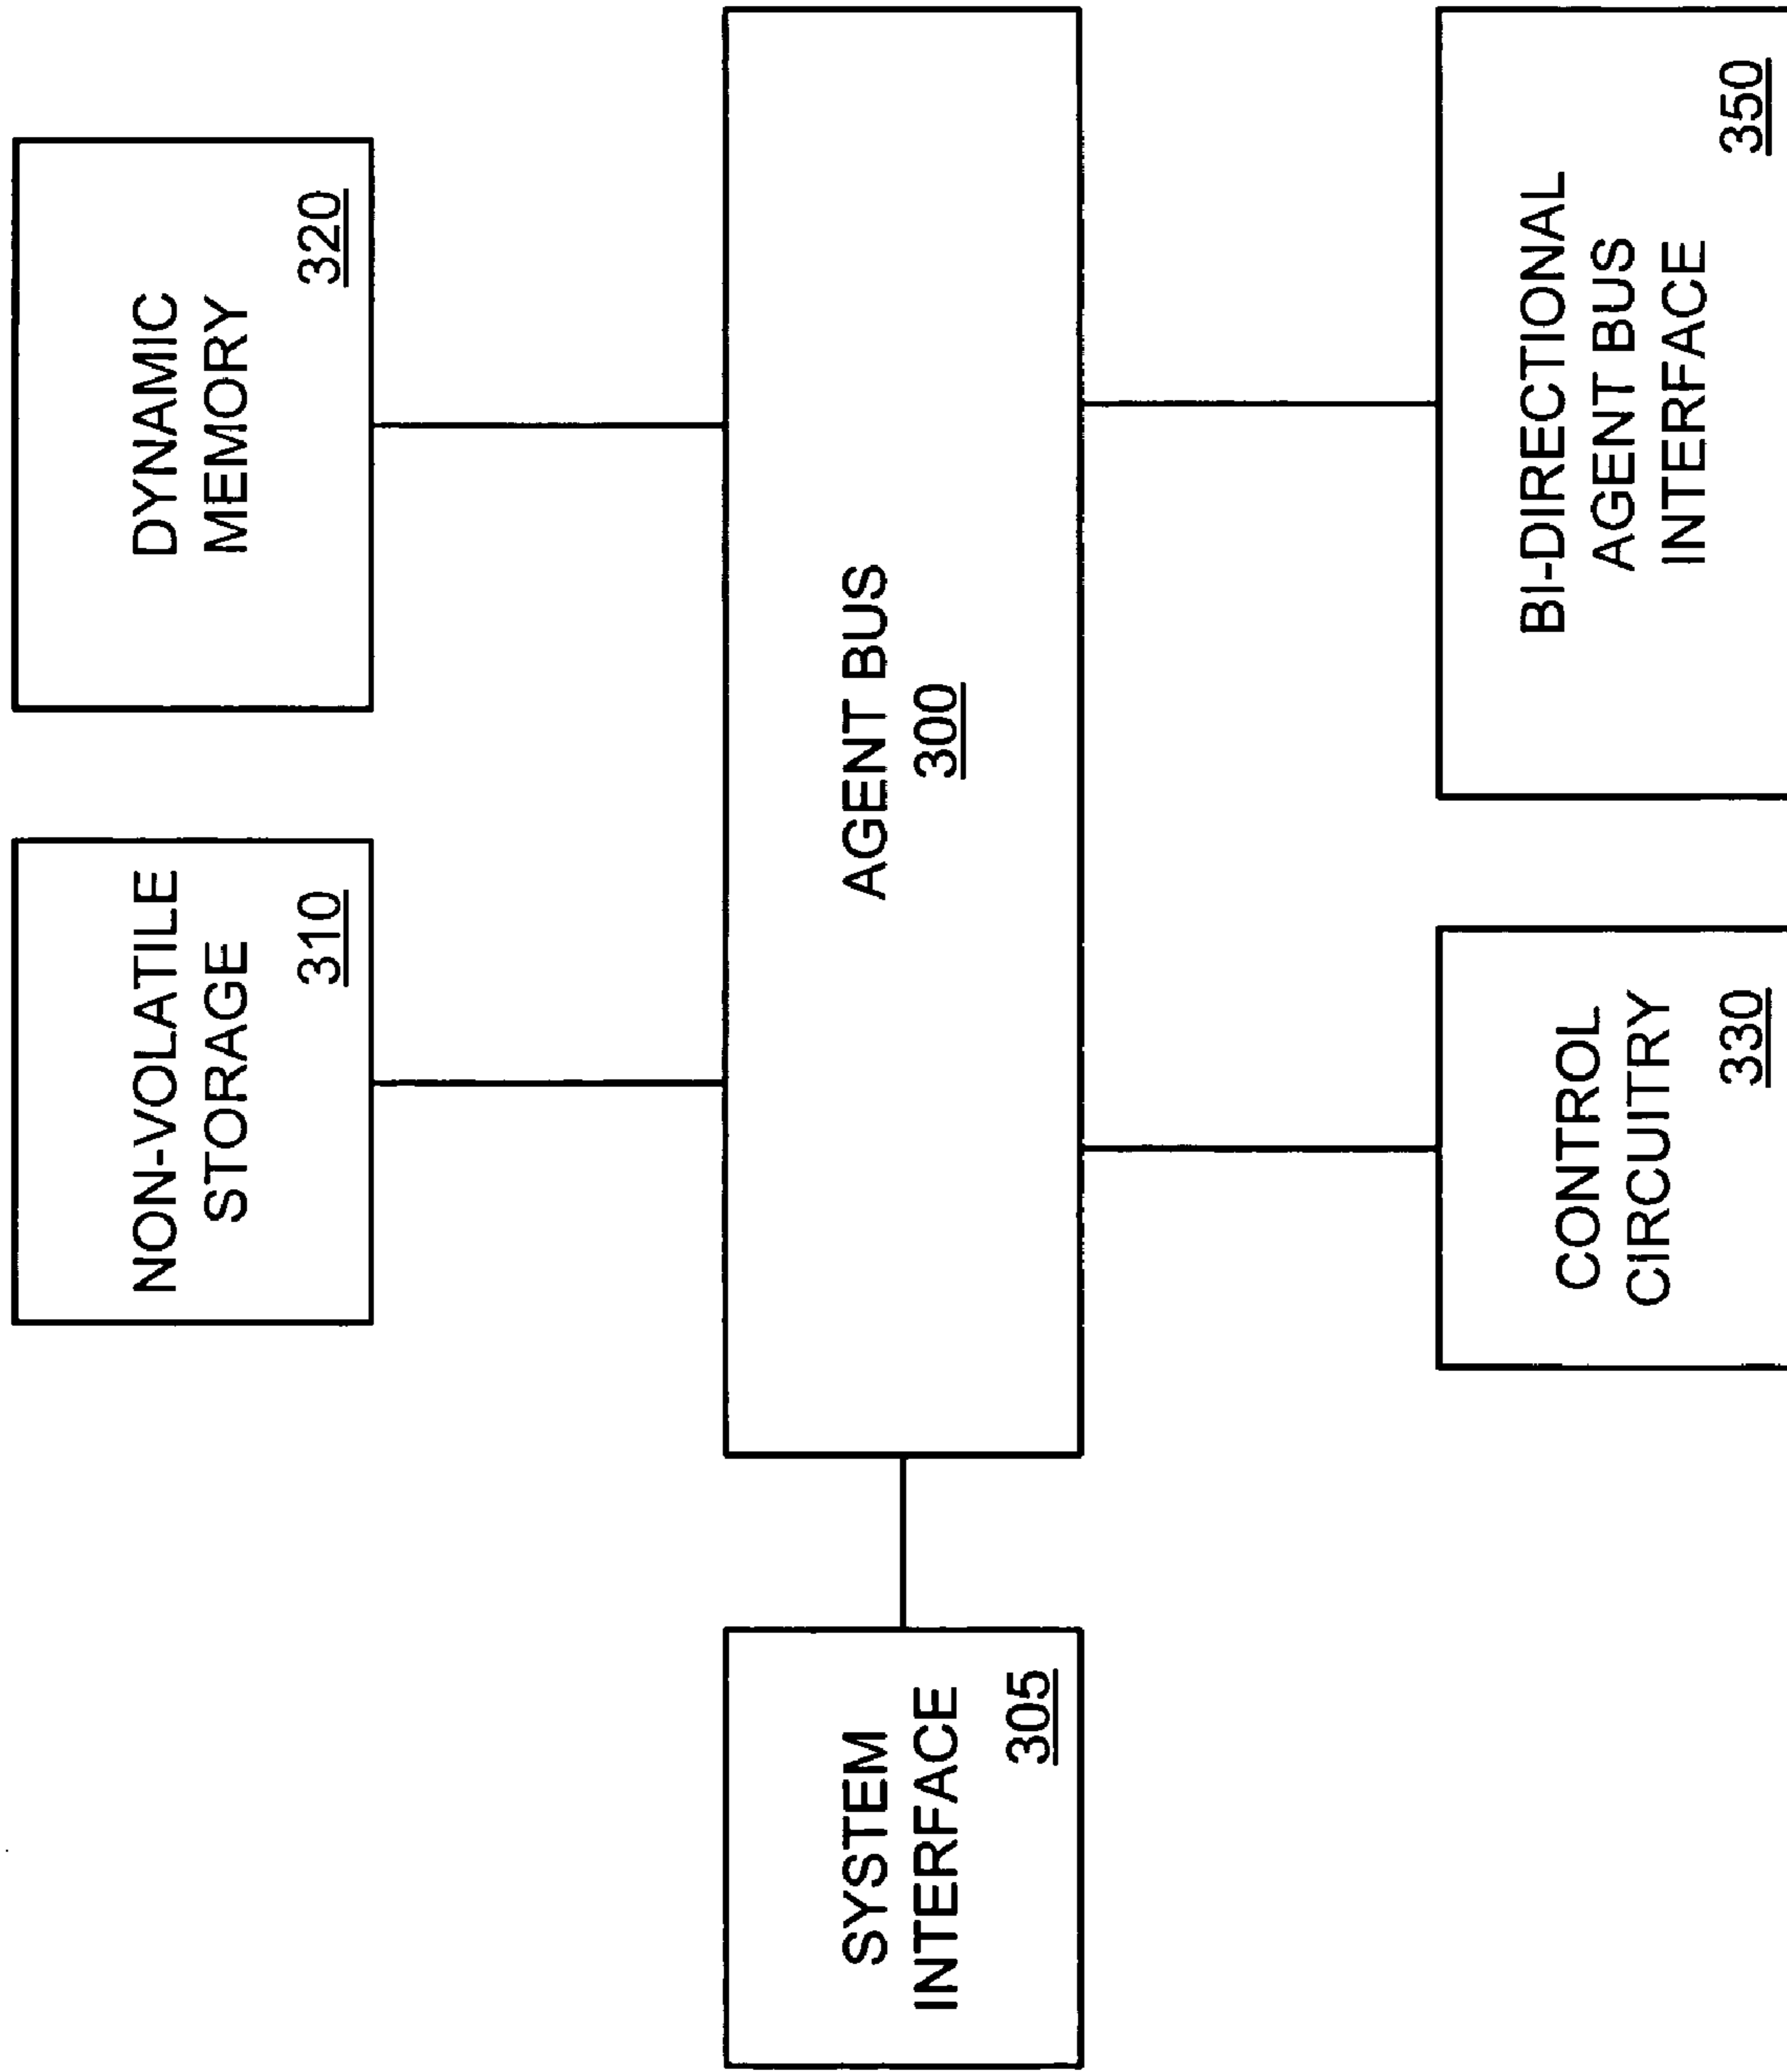 NON-VOLATILE
STORAGE
310
DYNAMIC
MEMORY
320
SYSTEM
INTERFACE
305
AGENT BUS
300
CONTROL
CIRCUITRY
330
BI-DIRECTIONAL
AGENT BUS
INTERFACE
350